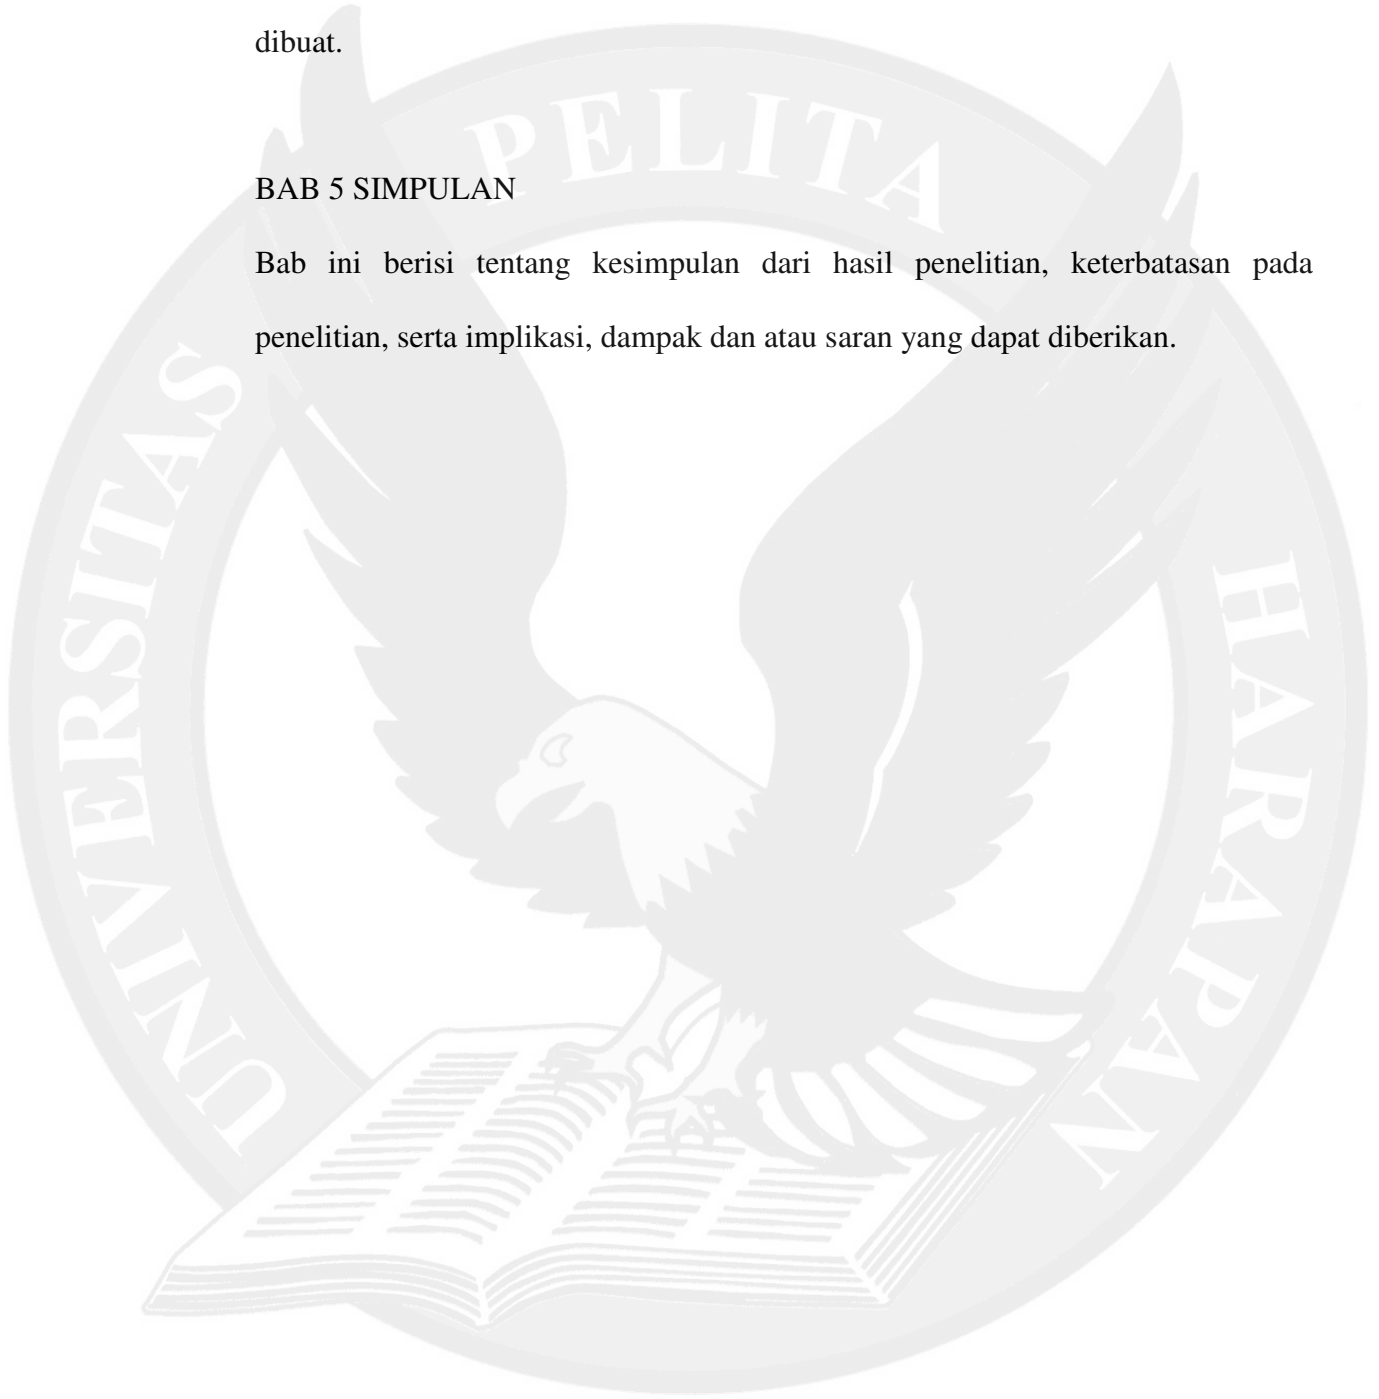 dibuat.
PELITA
BAB 5 SIMPULAN
Bab ini berisi tentang kesimpulan dari hasil penelitian, keterbatasan pada
penelitian, serta implikasi, dampak dan atau saran yang dapat diberikan.
UNIVERSITAS
HARAPAN